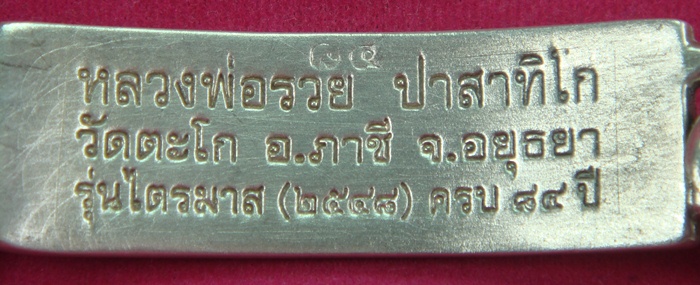 ๑๕
หลวงพ่อรวย ปาสาทิโก
วัดตะโก อ.ภาชี จ.อยุธยา
รุ่นไตรมาส (๒๕๔๘) ครบ ๘๔ ปี